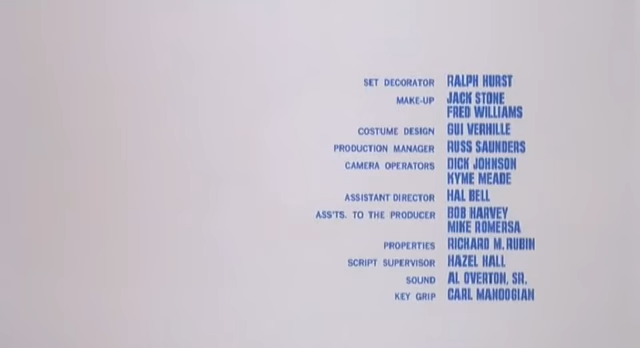 SET DECORATOR RALPH HURST
MAKE-UP JACK STONE
FRED WILLIAMS
COSTUME DESIGN GUI VERHILLE
PRODUCTION MANAGER RUSS SAUNDERS
CAMERA OPERATORS DICK JOHNSON
KYME MEADE
ASSISTANT DIRECTOR HAL BELL
ASS'TS. TO THE PRODUCER BOB HARVEY
MIKE ROMERSA
PROPERTIES RICHARD M. RUBIN
SCRIPT SUPERVISOR HAZEL HALL
SOUND AL OVERTON, SR.
KEY GRIP CARL MANOOGIAN